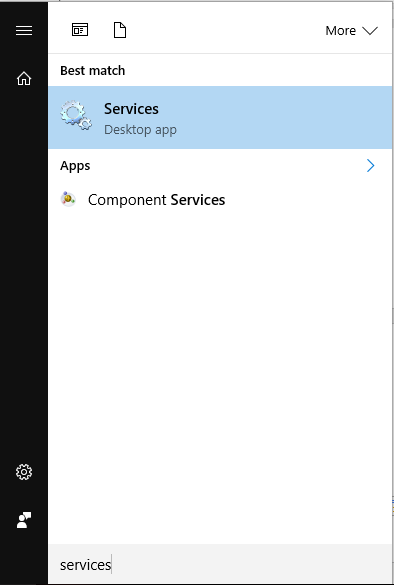 More
Best match
Services
Desktop app
Apps
Component Services
services